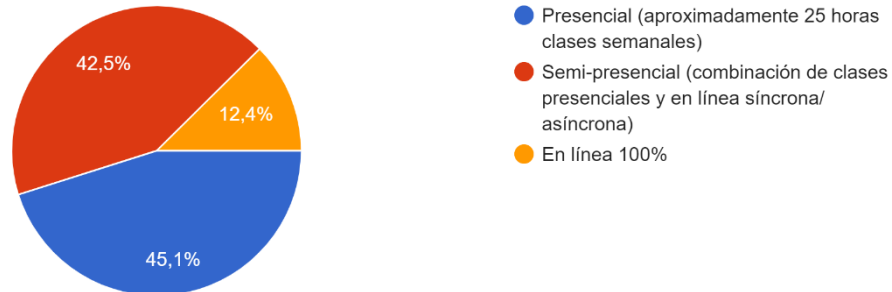 42,5%
12,4%
45,1%
Presencial (aproximadamente 25 horas
clases semanales)
Semi-presencial (combinación de clases
presenciales y en línea síncrona/
asíncrona)
En línea 100%